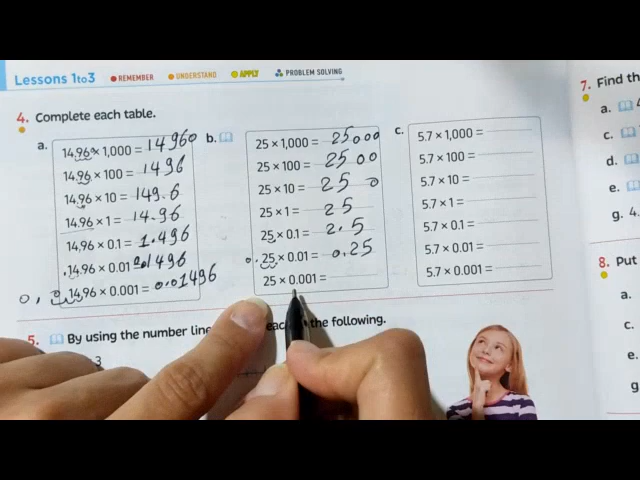 Lessons 1to3
REMEMBER
UNDERSTAND
APPLY
PROBLEM SOLVING
4. Complete each table.
a.
14.96 × 1,000 = 14960
14.96 × 100 = 1496
14.96 × 10 = 149.6
14.96 × 1 = 14.96
14.96 × 0.1 = 1.496
14.96 × 0.01 = 0.1496
14.96 × 0.001 = 0.01496
b.
25 × 1,000 = 25000
25 × 100 = 2500
25 × 10 = 250
25 × 1 = 25
25 × 0.1 = 2.5
25 × 0.01 = 0.25
25 × 0.001 =
c.
5.7 × 1,000 =
5.7 × 100 =
5.7 × 10 =
5.7 × 1 =
5.7 × 0.1 =
5.7 × 0.01 =
5.7 × 0.001 =
5. By using the number line the following.
3
7. Find th
a. 4
c.
d.
e.
g. 4.
8. Put
a.
c.
e.
g